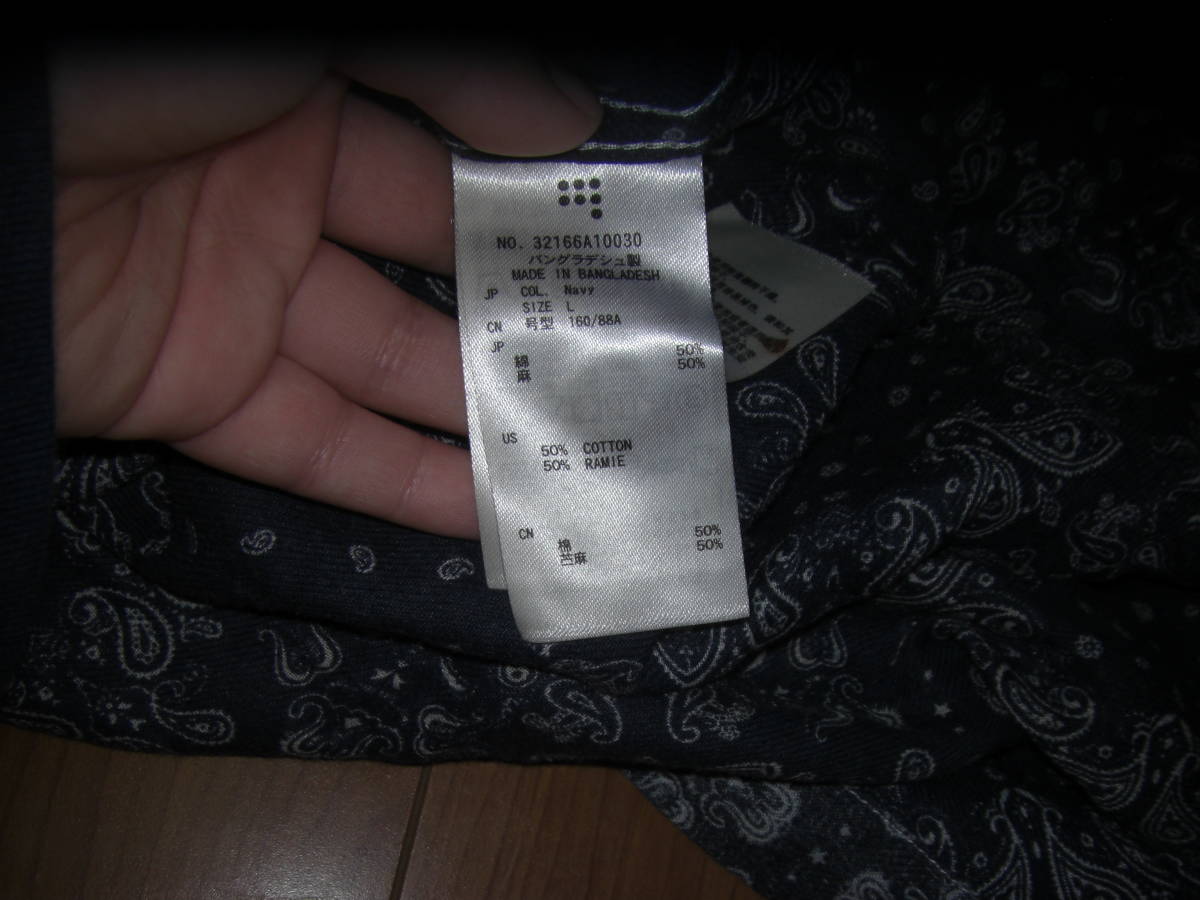 NO. 32166A10030
バングラデシュ製
MADE IN BANGLADESH
JP COL. Navy
SIZE L
CN 号型 160/88A
JP
綿 50%
麻 50%
US
50% COTTON
50% RAMIE
CN
棉 50%
苎麻 50%